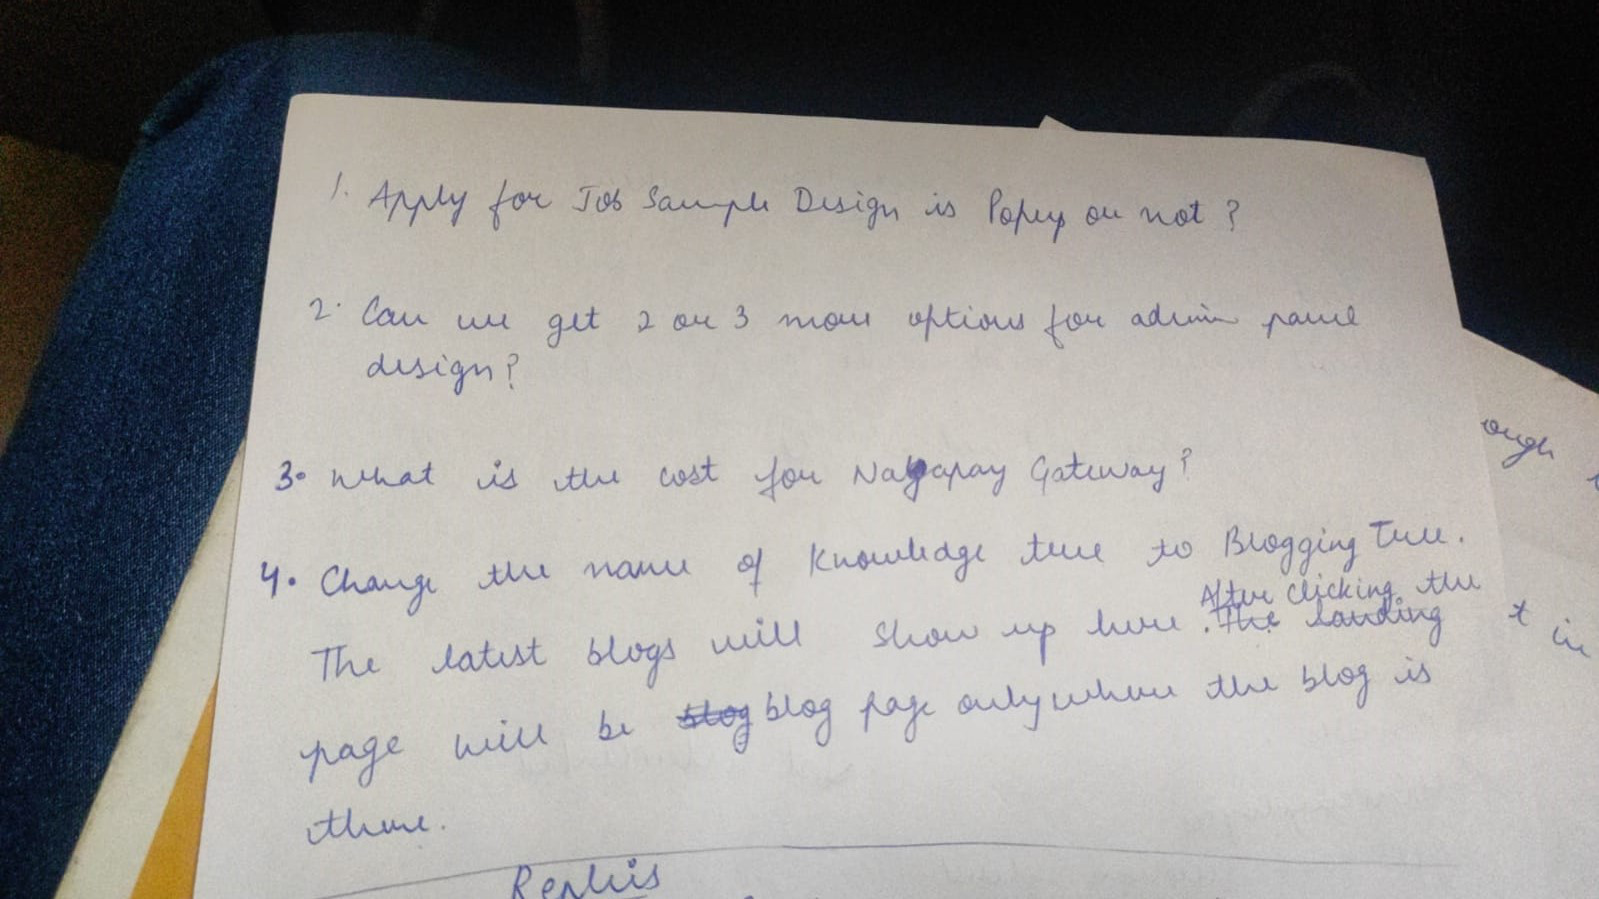 1. Apply for Job Sample Design is Popup or not?
2. Can we get 2 or 3 more options for admin panel
design?
3. What is the cost for Nagapay Gateway?
4. Change the name of Knowledge tree to Blogging Tree.
After clicking the
The latest blogs will show up here. The landing
page will be blog blog page only where the blog is
there.
Replies
ough
t in